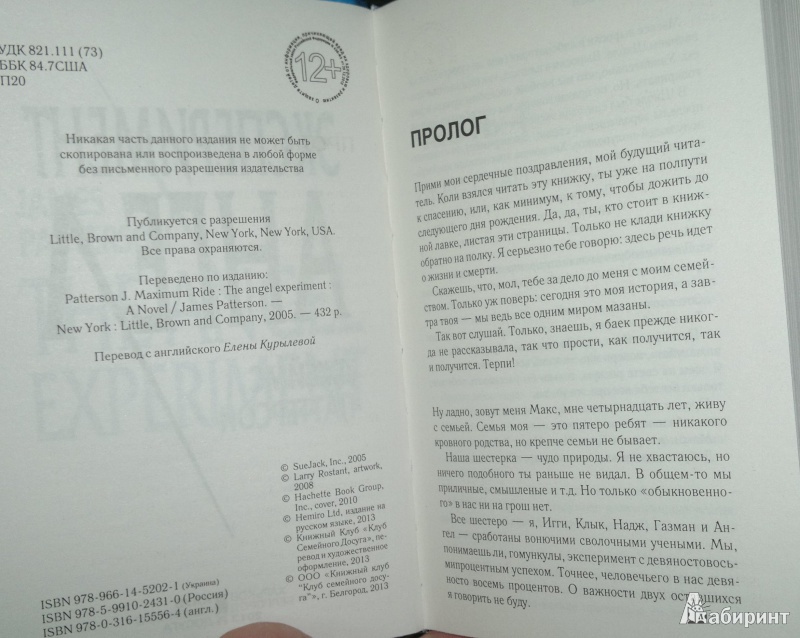 УДК 821.111 (73)
ББК 84.7США
П20
12+
Никакая часть данного издания не может быть
скопирована или воспроизведена в любой форме
без письменного разрешения издательства
Публикуется с разрешения
Little, Brown and Company, New York, New York, USA.
Все права охраняются.
Переведено по изданию:
Patterson J. Maximum Ride : The angel experiment :
A Novel / James Patterson. —
New York : Little, Brown and Company, 2005. — 432 p.
Перевод с английского Елены Курылевой
© SueJack, Inc., 2005
© Larry Rostant, artwork,
2008
© Hachette Book Group,
Inc., cover, 2010
© Hemiro Ltd, издание на
русском языке, 2013
© Книжный Клуб «Клуб
Семейного Досуга», пе-
ревод и художественное
оформление, 2013
© ООО «Книжный клуб
“Клуб семейного досу-
га”», г. Белгород, 2013
ISBN 978-966-14-5202-1 (Украина)
ISBN 978-5-9910-2431-0 (Россия)
ISBN 978-0-316-15556-4 (англ.)
ПРОЛОГ
Прими мои сердечные поздравления, мой будущий чита-
тель. Коли взялся читать эту книжку, ты уже на полпути
к спасению, или, как минимум, к тому, чтобы дожить до
следующего дня рождения. Да, да, ты, кто стоит в книж-
ной лавке, листая эти страницы. Только не клади книжку
обратно на полку. Я серьезно тебе говорю: здесь речь идет
о жизни и смерти.
Скажешь, что, мол, тебе за дело до меня с моим семей-
ством. Только уж поверь: сегодня это моя история, а зав-
тра твоя — мы ведь все одним миром мазаны.
Так вот слушай. Только, знаешь, я баек прежде никог-
да не рассказывала, так что прости, как получится, так
и получится. Терпи!
Ну ладно, зовут меня Макс, мне четырнадцать лет, живу
с семьей. Семья моя — это пятеро ребят — никакого
кровного родства, но крепче семьи не бывает.
Наша шестерка — чудо природы. Я не хвастаюсь, но
ничего подобного ты раньше не видал. В общем-то мы
приличные, смышленые и т.д. Но только «обыкновенно-
го» в нас ни на грош нет.
Все шестеро — я, Игги, Клык, Надж, Газман и Ан-
гел — сработаны вонючими сволочными учеными. Мы,
понимаешь ли, гомункулы, эксперимент с девяностовось-
мипроцентным успехом. Точнее, человечьего в нас девя-
носто восемь процентов. О важности двух оставшихся
я говорить не буду.
Лабиринт